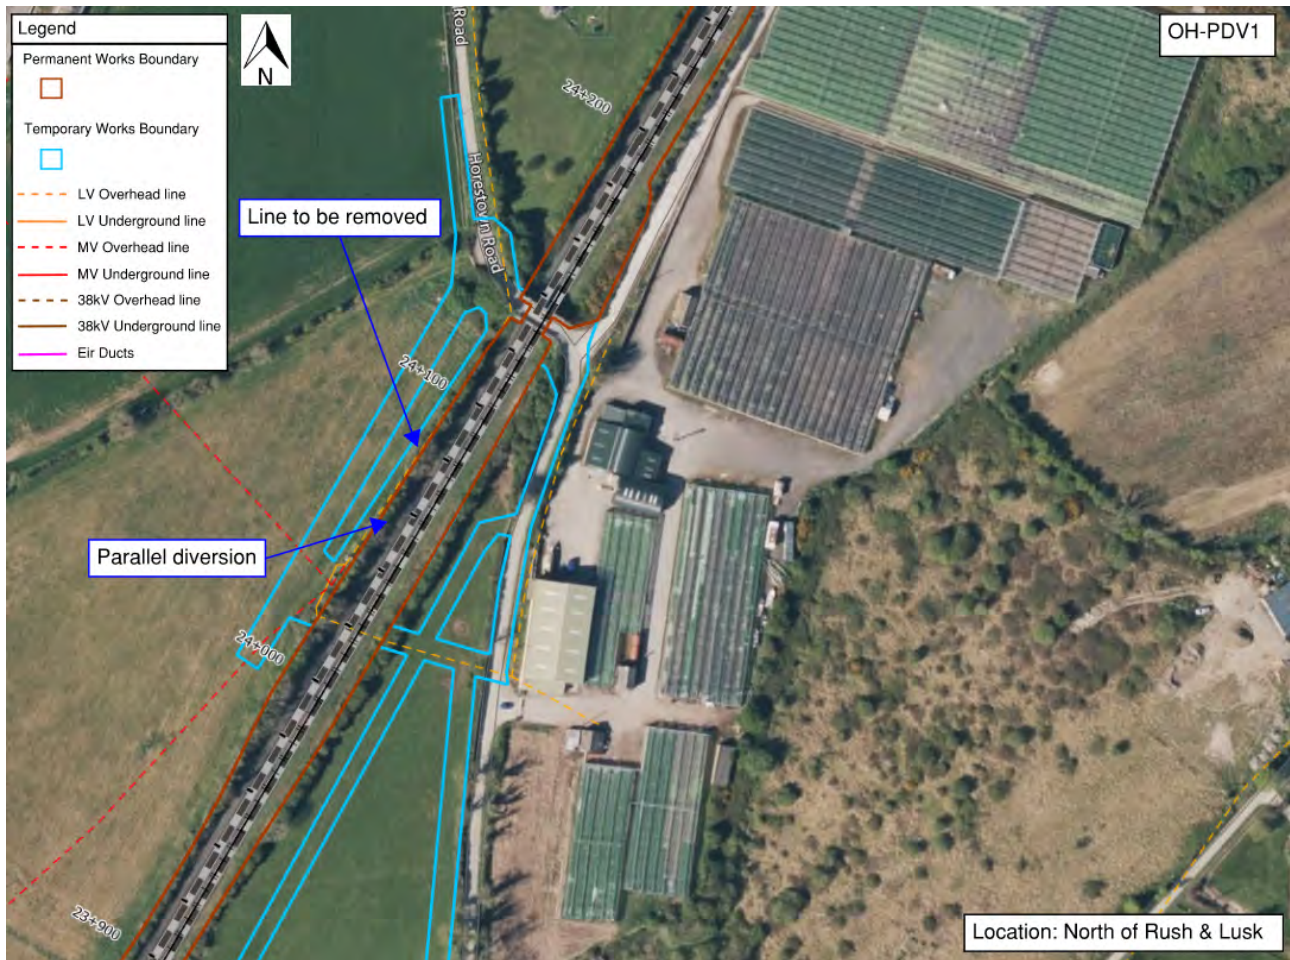 Legend
Permanent Works Boundary
Temporary Works Boundary
LV Overhead line
LV Underground line
MV Overhead line
MV Underground line
38kV Overhead line
38kV Underground line
Eir Ducts
N
OH-PDV1
Road
24+200
Horestown Road
Line to be removed
24+100
Parallel diversion
24+000
23+900
Location: North of Rush & Lusk